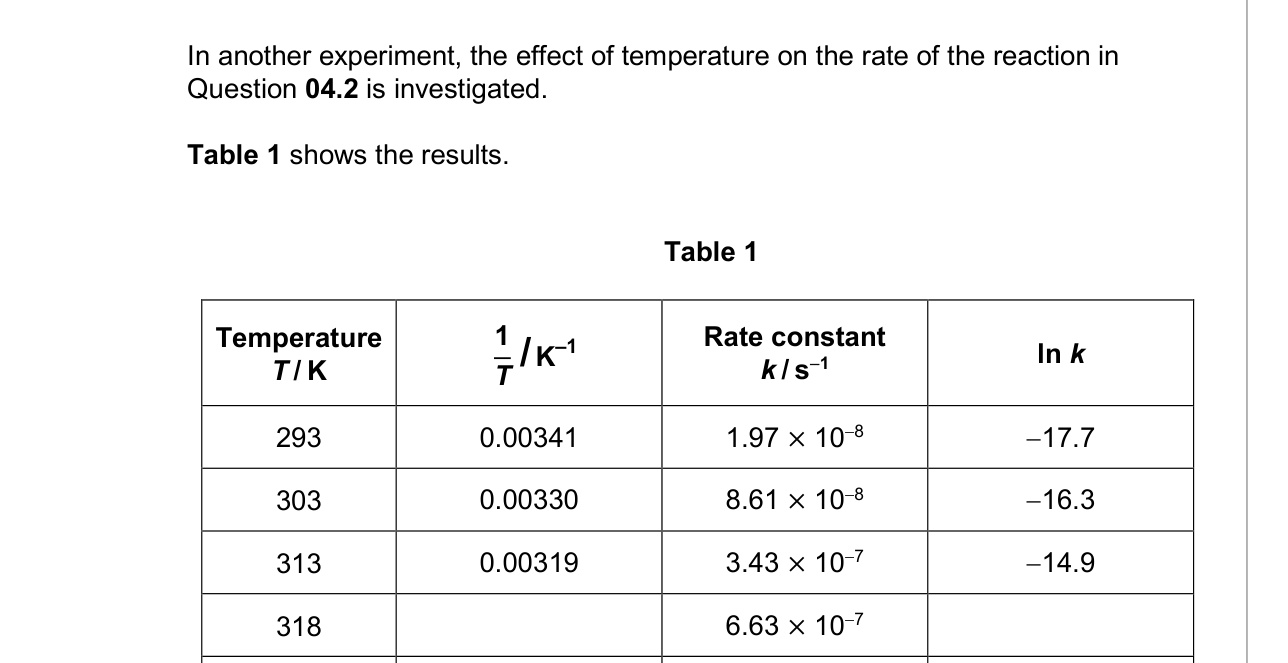 In another experiment, the effect of temperature on the rate of the reaction in
Question 04.2 is investigated.
Table 1 shows the results.
Table 1
Temperature T / K | 1/T / K⁻¹ | Rate constant k / s⁻¹ | ln k
293 | 0.00341 | 1.97 × 10⁻⁸ | –17.7
303 | 0.00330 | 8.61 × 10⁻⁸ | –16.3
313 | 0.00319 | 3.43 × 10⁻⁷ | –14.9
318 | | 6.63 × 10⁻⁷ |